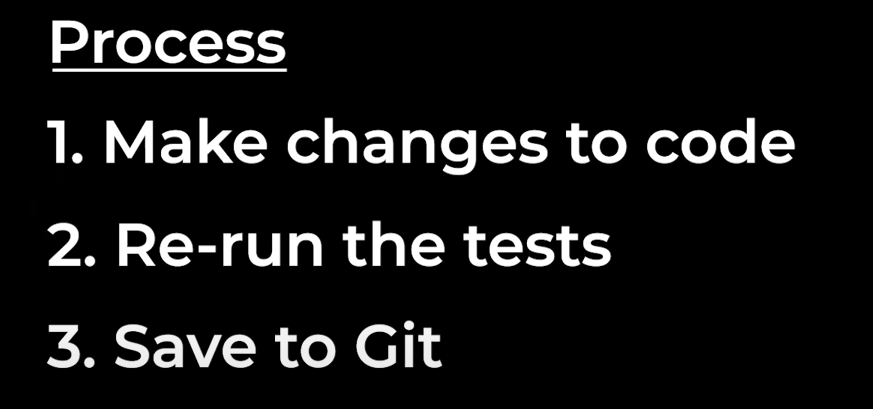 Process
1. Make changes to code
2. Re-run the tests
3. Save to Git